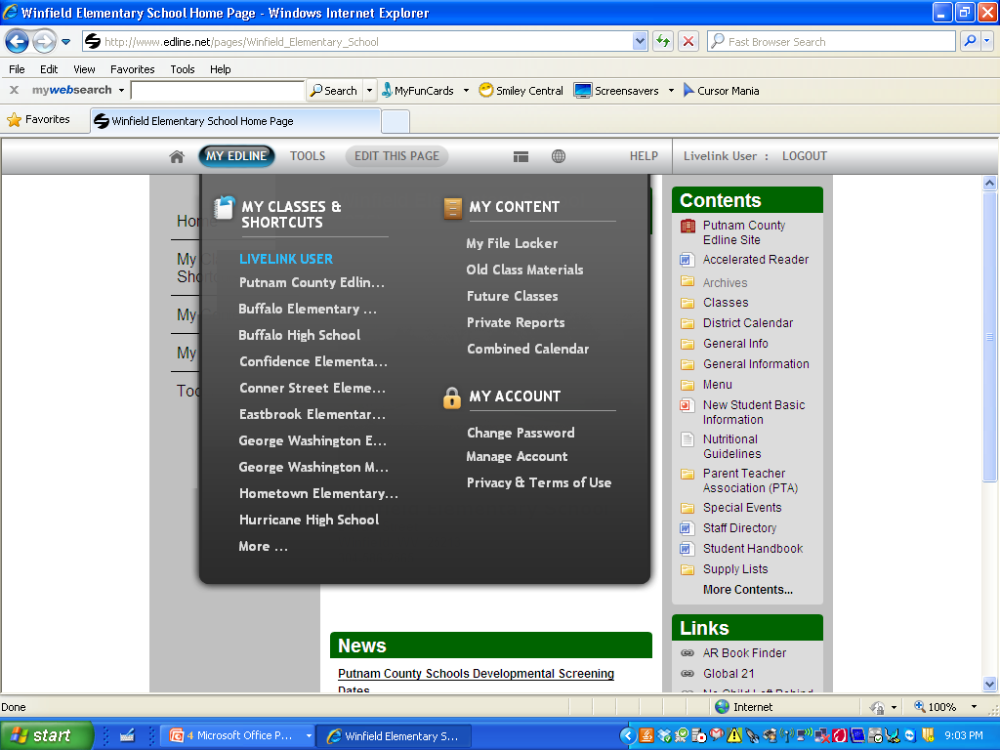 Winfield Elementary School Home Page - Windows Internet Explorer
http://www.edline.net/pages/Winfield_Elementary_School
Fast Browser Search
File Edit View Favorites Tools Help
X mywebsearch Search MyFunCards Smiley Central Screensavers Cursor Mania
Favorites Winfield Elementary School Home Page
MY EDLINE TOOLS EDIT THIS PAGE HELP Livelink User : LOGOUT
Home
My
My
My
MY CLASSES &
SHORTCUTS
LIVELINK USER
Putnam County Edlin...
Buffalo Elementary ...
Buffalo High School
Confidence Elementa...
Conner Street Eleme...
Eastbrook Elementar...
George Washington E...
George Washington M...
Hometown Elementary...
Hurricane High School
More ...
MY CONTENT
My File Locker
Old Class Materials
Future Classes
Private Reports
Combined Calendar
MY ACCOUNT
Change Password
Manage Account
Privacy & Terms of Use
News
Putnam County Schools Developmental Screening
Dates
Contents
Putnam County
Edline Site
Accelerated Reader
Archives
Classes
District Calendar
General Info
General Information
Menu
New Student Basic
Information
Nutritional
Guidelines
Parent Teacher
Association (PTA)
Special Events
Staff Directory
Student Handbook
Supply Lists
More Contents...
Links
AR Book Finder
Global 21
No Child Left Behind
Done Internet 100%
start 4 Microsoft Office P... Winfield Elementary S... 9:03 PM